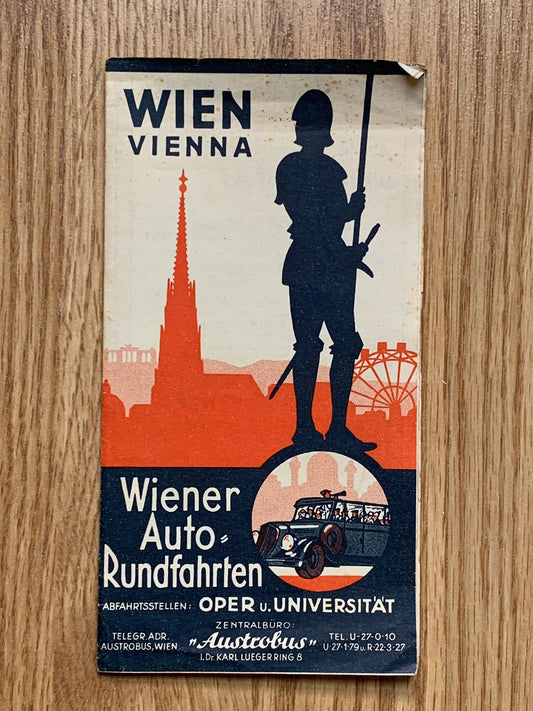 WIEN
VIENNA
Wiener
Auto=
Rundfahrten
ABFAHRTSSTELLEN: OPER u. UNIVERSITÄT
ZENTRALBÜRO:
TELEGR. ADR. "Austrobus" TEL. U-27-0-10
AUSTROBUS, WIEN I. Dr. KARL LUEGER RING 8 U-27-1-79 u. R-22-3-27